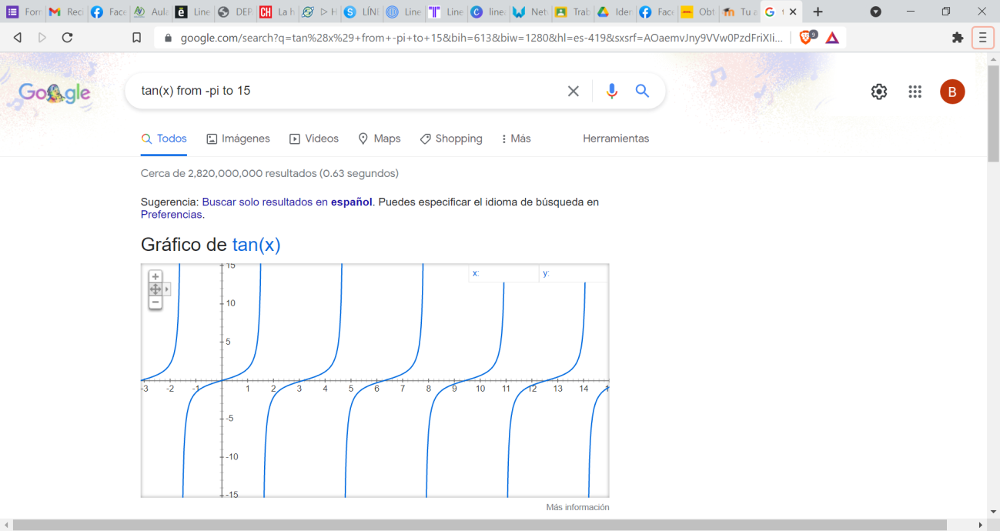 For
Reci
Face
Aula
Line
DEP
La h
H
LÍNE
Line
Line
linea
Net
Trab
Iden
Face
Obt
Tu a
google.com/search?q=tan%28x%29+from+-pi+to+15&bih=613&biw=1280&hl=es-419&sxsrf=AOaemvJny9VVw0PzdFriXli...
9
Google
tan(x) from -pi to 15
B
Todos
Imágenes
Videos
Maps
Shopping
Más
Herramientas
Cerca de 2,820,000,000 resultados (0.63 segundos)
Sugerencia: Buscar solo resultados en español. Puedes especificar el idioma de búsqueda en
Preferencias.
Gráfico de tan(x)
x:
y:
15
10
5
-3 -2 -1 1 2 3 4 5 6 7 8 9 10 11 12 13 14
-5
-10
-15
Más información